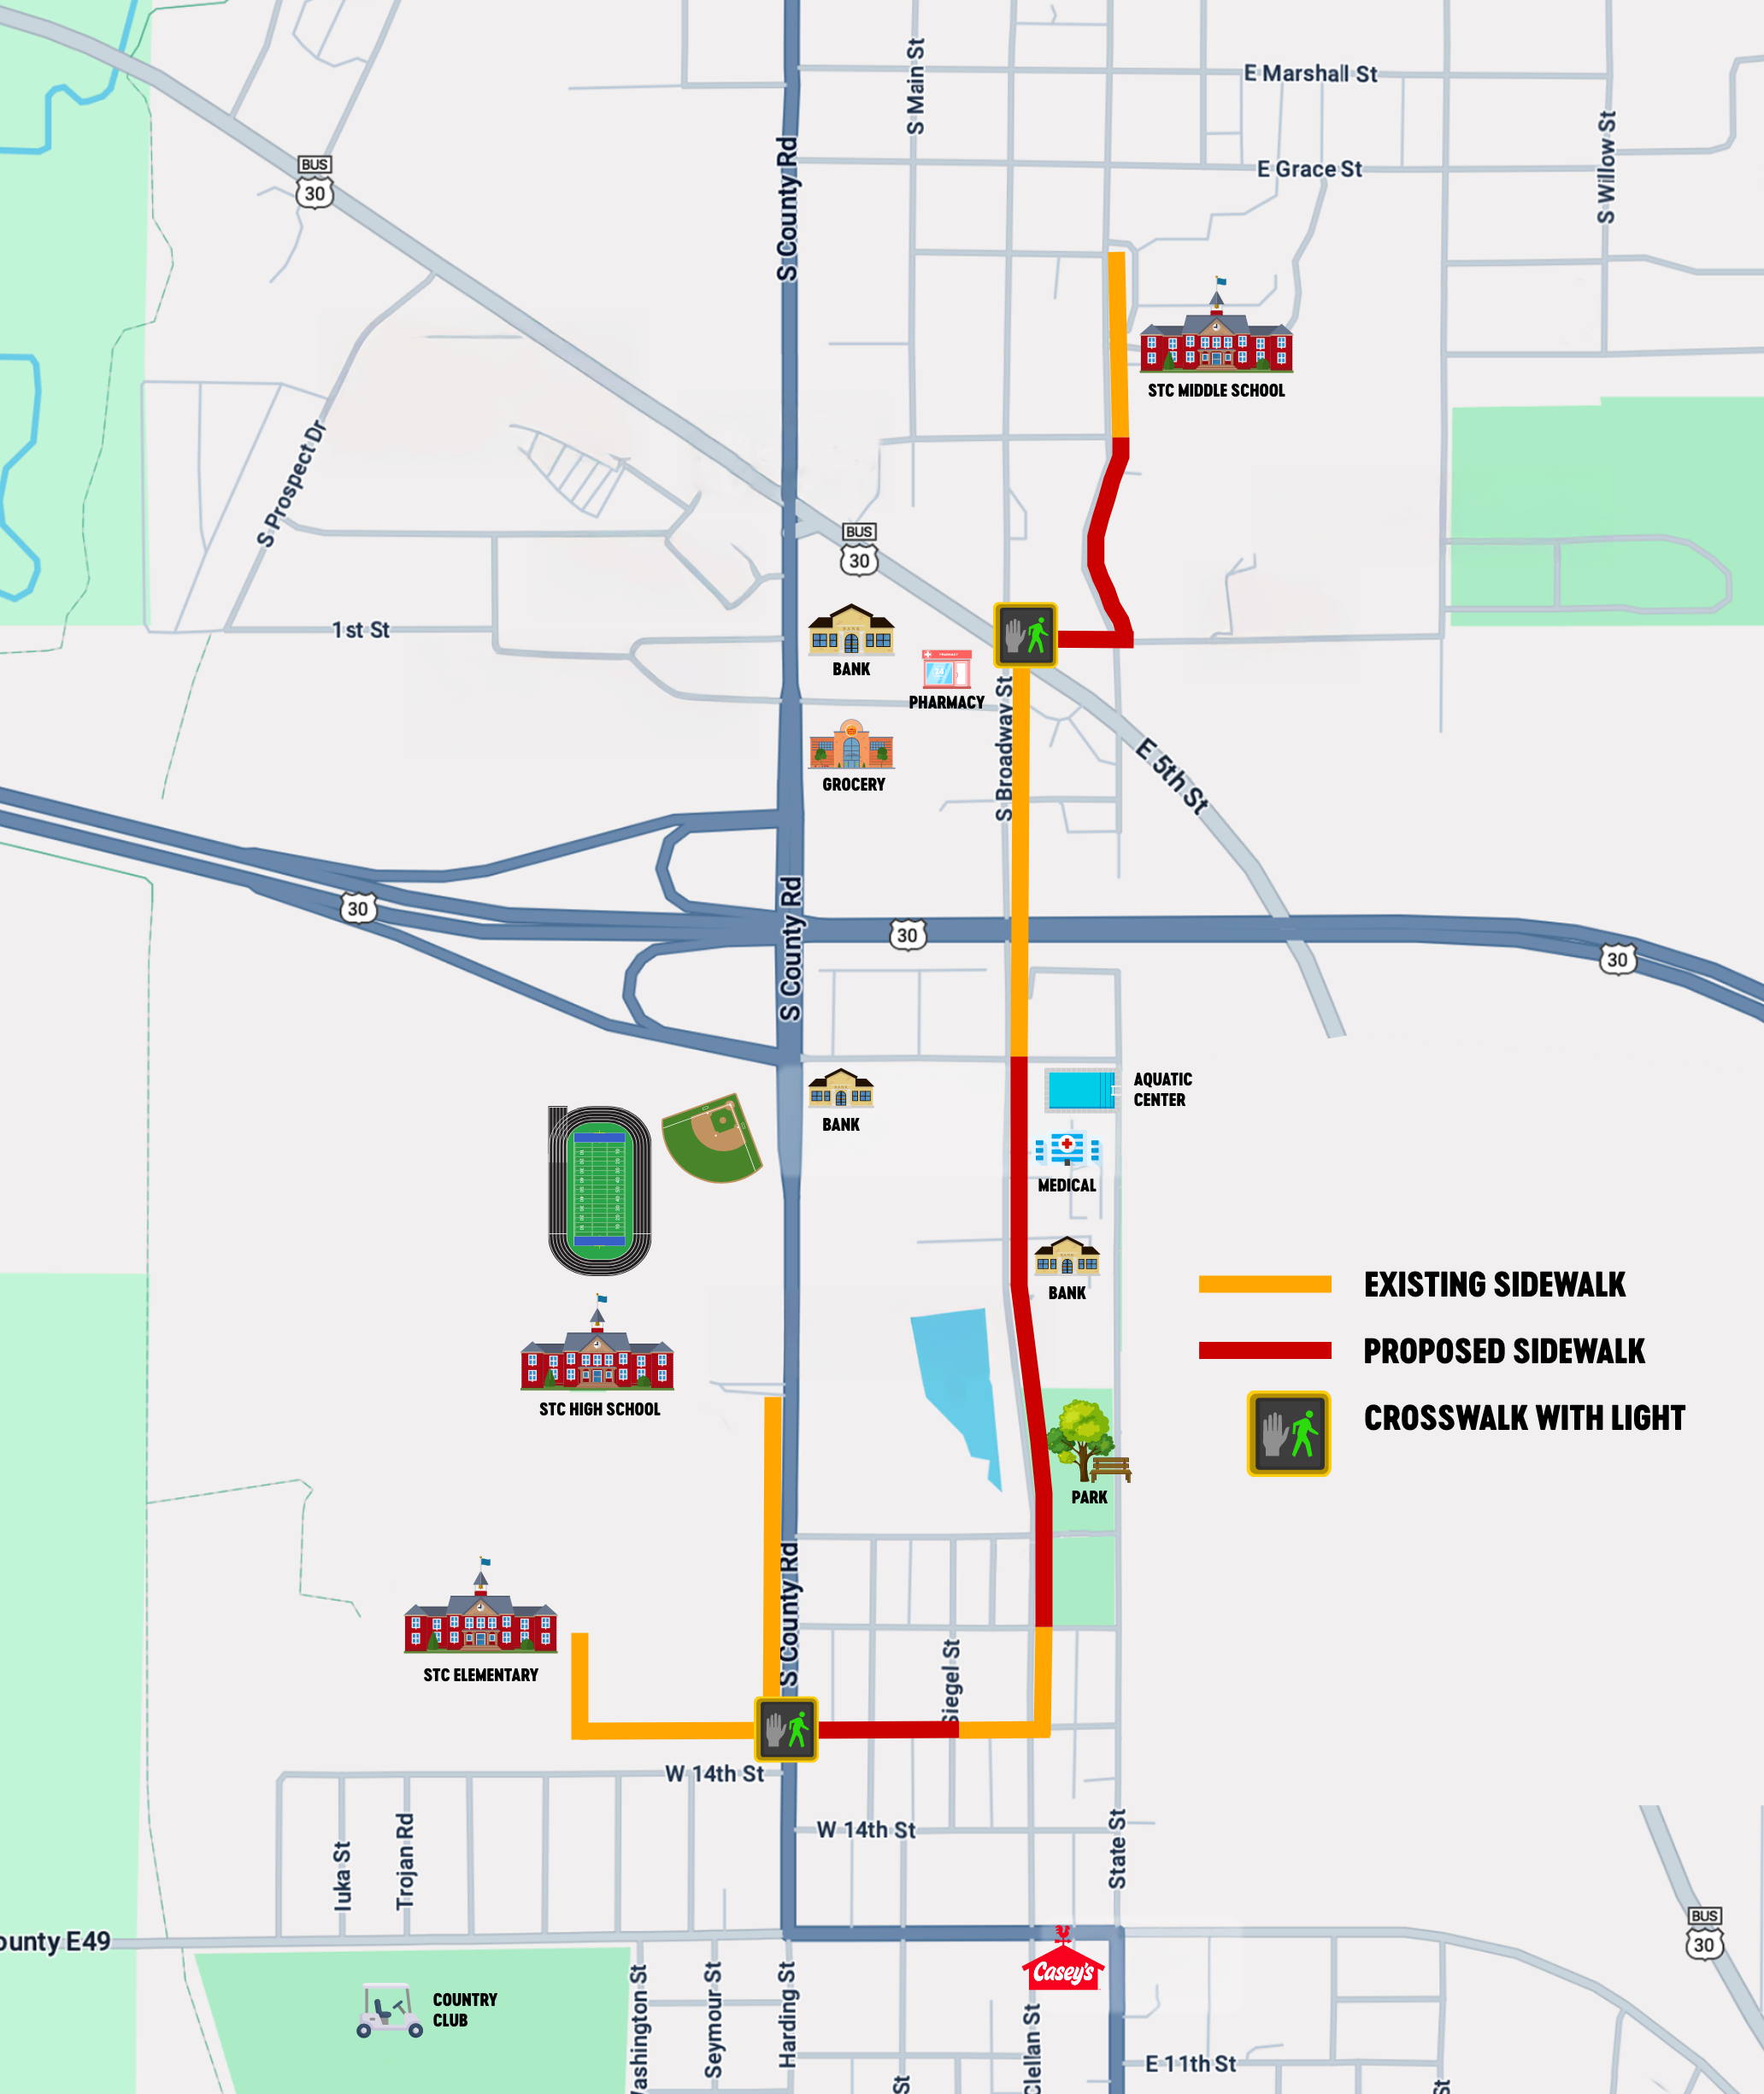 S Main St
E Marshall St
S Willow St
BUS
30
S County Rd
E Grace St
STC MIDDLE SCHOOL
S Prospect Dr
BUS
30
1st St
BANK
PHARMACY
S Broadway St
GROCERY
E 5th St
30
S County Rd
30
30
AQUATIC
CENTER
BANK
MEDICAL
BANK
EXISTING SIDEWALK
PROPOSED SIDEWALK
CROSSWALK WITH LIGHT
STC HIGH SCHOOL
PARK
S County Rd
STC ELEMENTARY
Siegel St
W 14th St
W 14th St
Iuka St
Trojan Rd
State St
BUS
30
ounty E49
Casey's
COUNTRY
CLUB
ashington St
Seymour St
Harding St
Clellan St
E 11th St
St
St